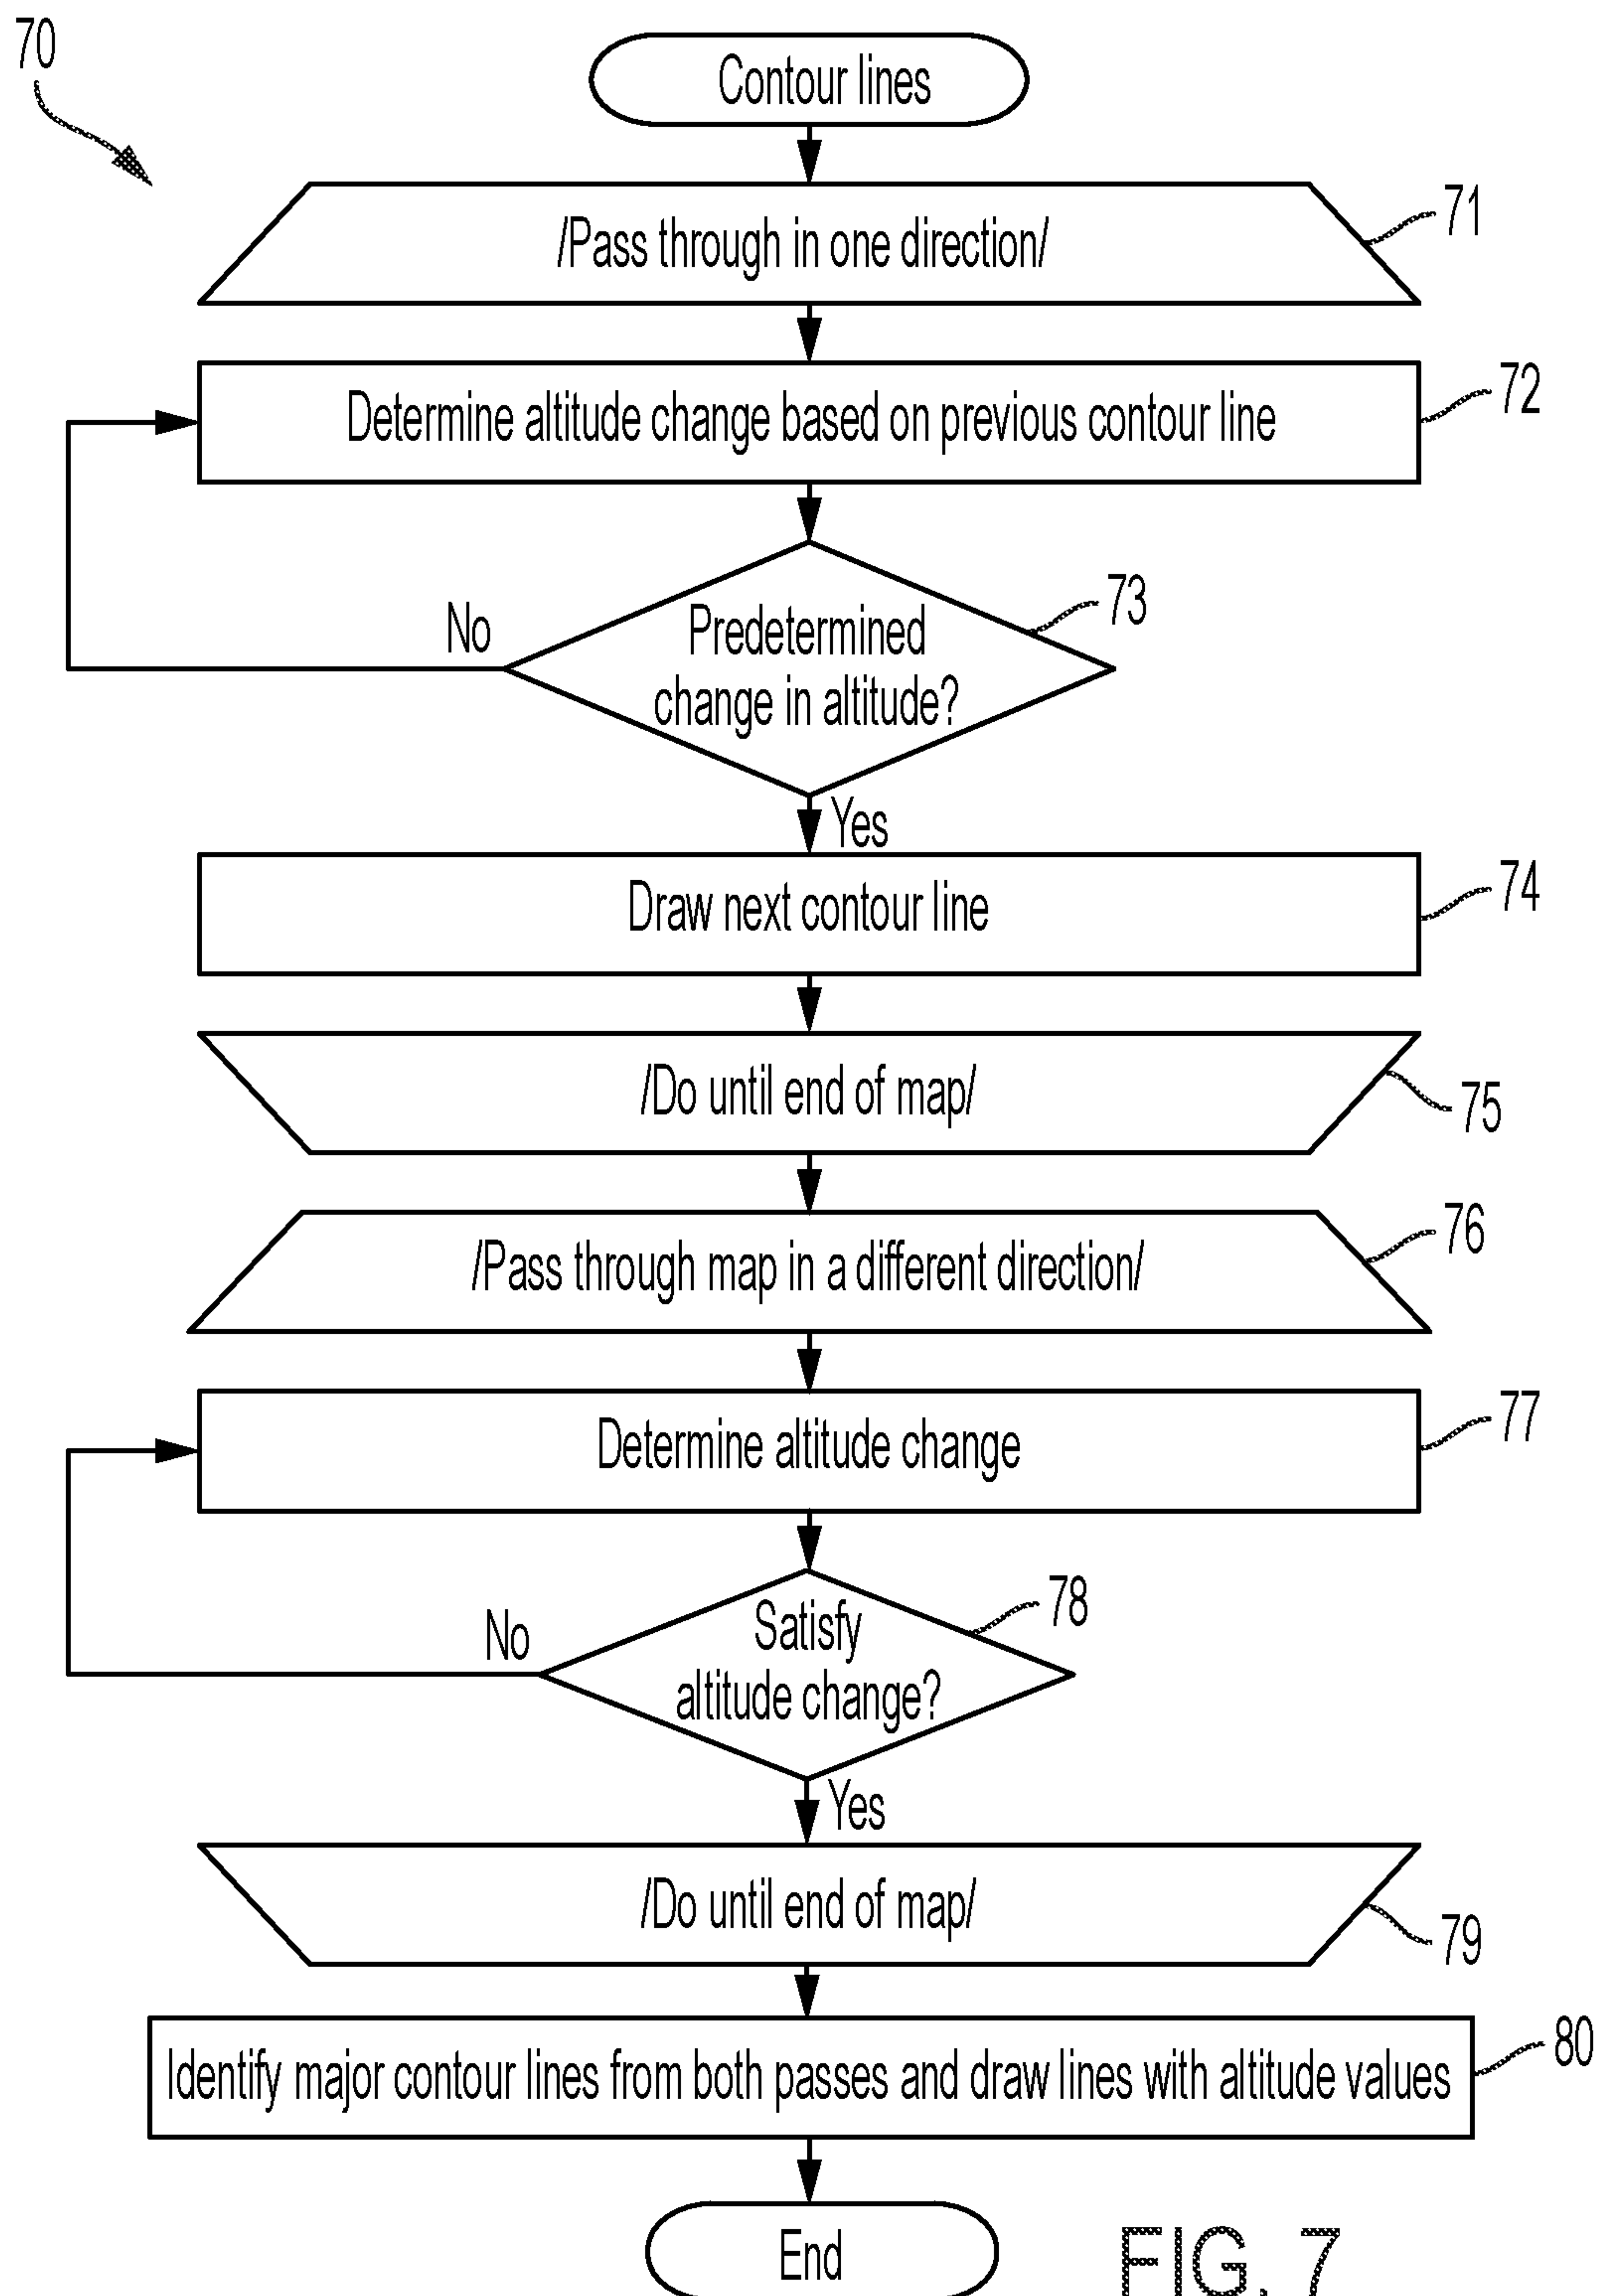 70
Contour lines
/Pass through in one direction/
71
Determine altitude change based on previous contour line
72
Predetermined
change in altitude?
73
No
Yes
Draw next contour line
74
/Do until end of map/
75
/Pass through map in a different direction/
76
Determine altitude change
77
Satisfy
altitude change?
78
No
Yes
/Do until end of map/
79
Identify major contour lines from both passes and draw lines with altitude values
80
End
FIG. 7